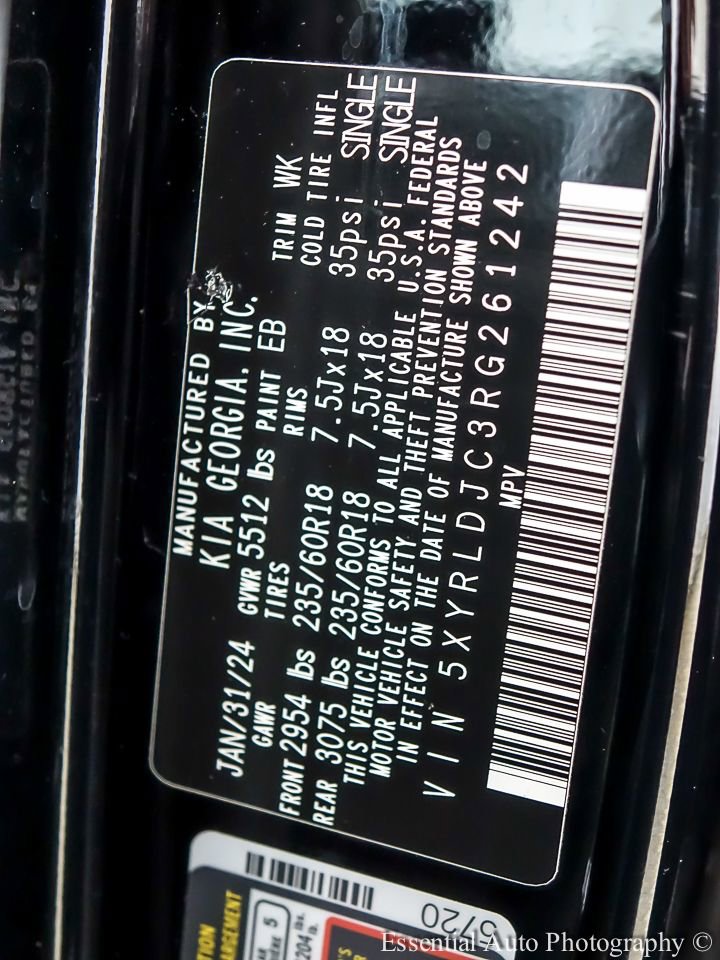 MANUFACTURED BY
KIA GEORGIA, INC.
JAN/31/24 GVWR 5512 lbs PAINT EB TRIM WK
GAWR TIRES RIMS COLD TIRE INFL
FRONT 2954 lbs 235/60R18 7.5Jx18 35psi SINGLE
REAR 3075 lbs 235/60R18 7.5Jx18 35psi SINGLE
THIS VEHICLE CONFORMS TO ALL APPLICABLE U.S.A. FEDERAL
MOTOR VEHICLE SAFETY AND THEFT PREVENTION STANDARDS
IN EFFECT ON THE DATE OF MANUFACTURE SHOWN ABOVE
VIN 5XYRLDJC3RG261242
MPV
5720
5
Essential Auto Photography ©